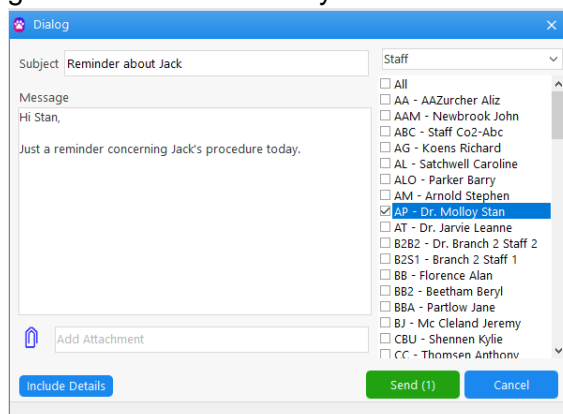 Dialog
Subject Reminder about Jack
Message
Hi Stan,
Just a reminder concerning Jack's procedure today.
Add Attachment
Include Details
Staff
All
AA - AAZurcher Aliz
AAM - Newbrook John
ABC - Staff Co2-Abc
AG - Koens Richard
AL - Satchwell Caroline
ALO - Parker Barry
AM - Arnold Stephen
AP - Dr. Molloy Stan
AT - Dr. Jarvie Leanne
B2B2 - Dr. Branch 2 Staff 2
B2S1 - Branch 2 Staff 1
BB - Florence Alan
BB2 - Beetham Beryl
BBA - Partlow Jane
BJ - Mc Cleland Jeremy
CBU - Shennen Kylie
CC - Thomsen Anthony
Send (1)
Cancel